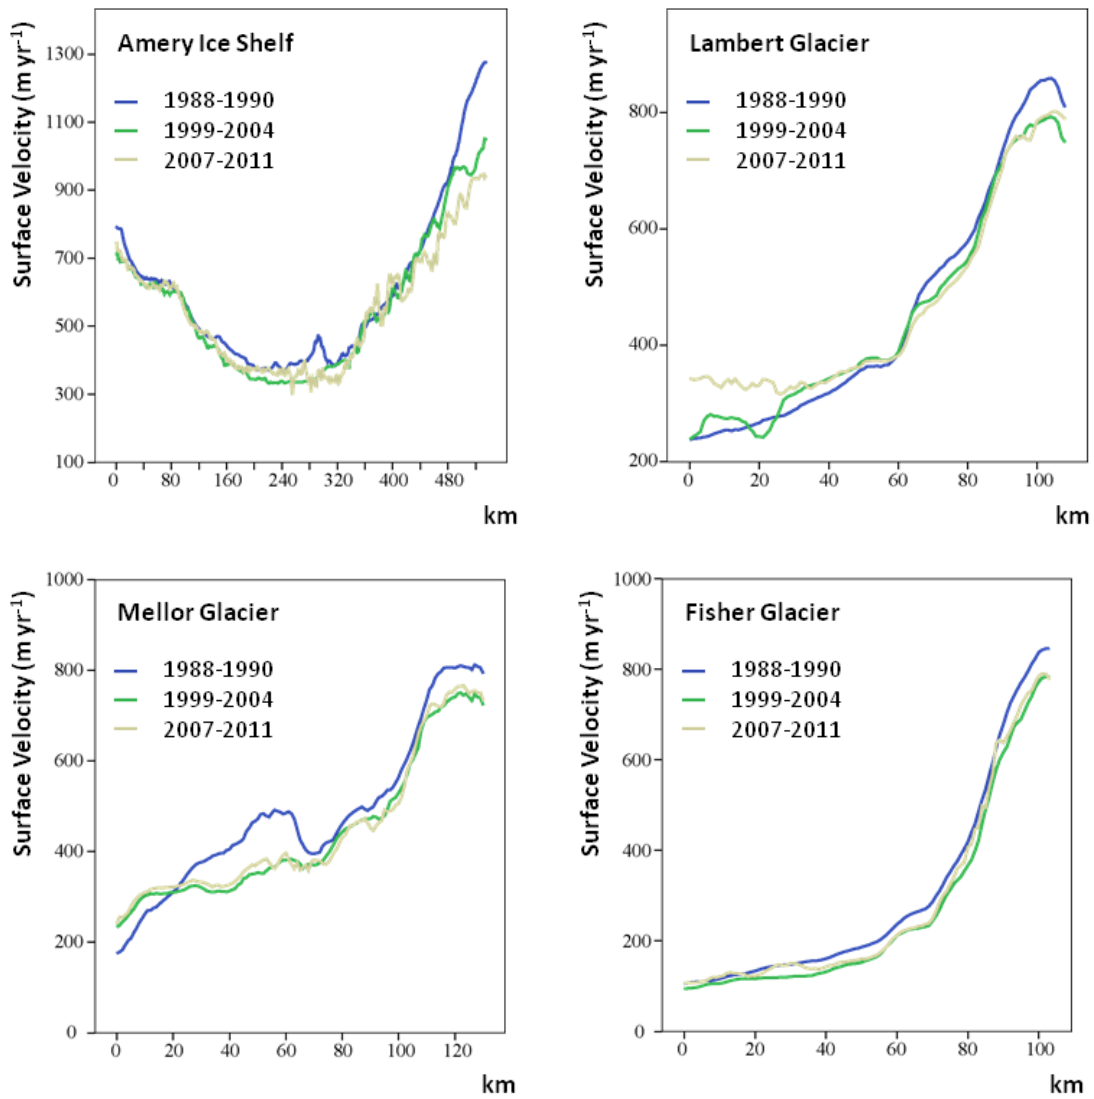 Amery Ice Shelf
Surface Velocity (m yr⁻¹)
1988-1990
1999-2004
2007-2011
1300
1100
900
700
500
300
100
0 80 160 240 320 400 480
km
Lambert Glacier
Surface Velocity (m yr⁻¹)
1988-1990
1999-2004
2007-2011
800
600
400
200
0 20 40 60 80 100
km
Mellor Glacier
Surface Velocity (m yr⁻¹)
1988-1990
1999-2004
2007-2011
1000
800
600
400
200
0
0 20 40 60 80 100 120
km
Fisher Glacier
Surface Velocity (m yr⁻¹)
1988-1990
1999-2004
2007-2011
1000
800
600
400
200
0
0 20 40 60 80 100
km